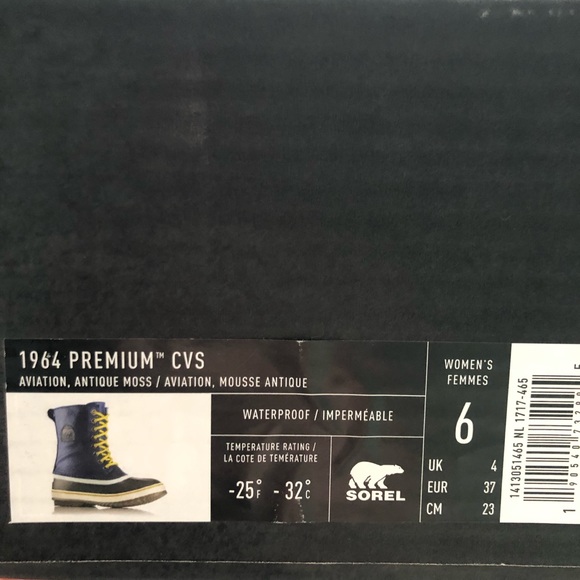 1964 PREMIUM™ CVS
AVIATION, ANTIQUE MOSS / AVIATION, MOUSSE ANTIQUE
WATERPROOF / IMPERMÉABLE
TEMPERATURE RATING /
LA COTE DE TEMÉRATURE
-25°F -32°C
SOREL
WOMEN'S
FEMMES
6
UK 4
EUR 37
CM 23
1413051465 NL 1717-465